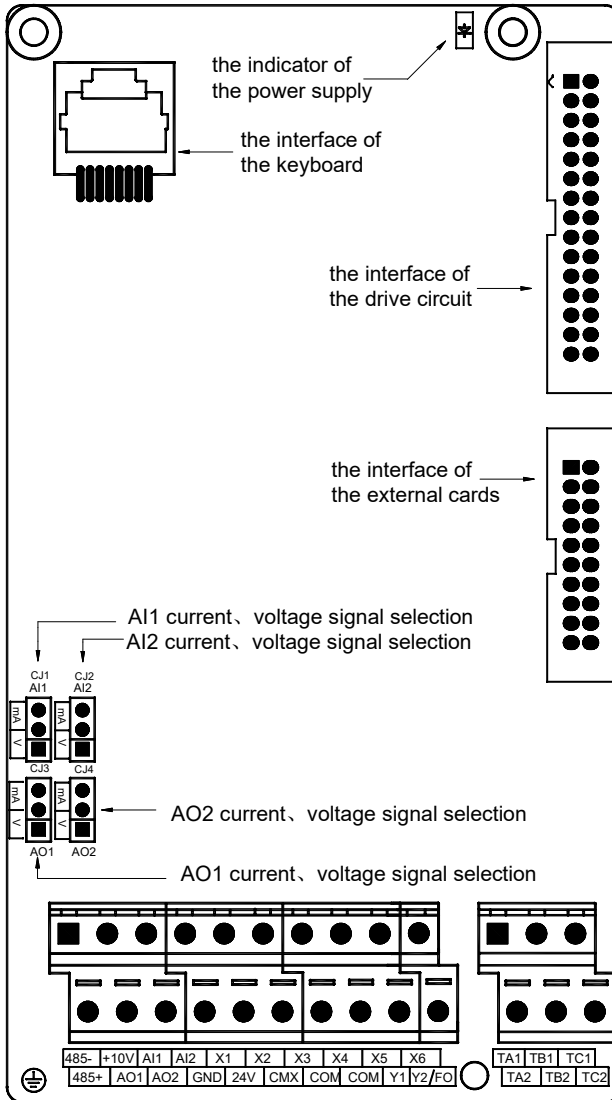 the indicator of
the power supply
the interface of
the keyboard
the interface of
the drive circuit
the interface of
the external cards
AI1 current、voltage signal selection
AI2 current、voltage signal selection
CJ1 CJ2
AI1 AI2
mA mA
V V
CJ3 CJ4
mA mA
V V
AO2 current、voltage signal selection
AO1 AO2
AO1 current、voltage signal selection
485- +10V AI1 AI2 X1 X2 X3 X4 X5 X6 TA1 TB1 TC1
485+ AO1 AO2 GND 24V CMX COM COM Y1 Y2/FO TA2 TB2 TC2